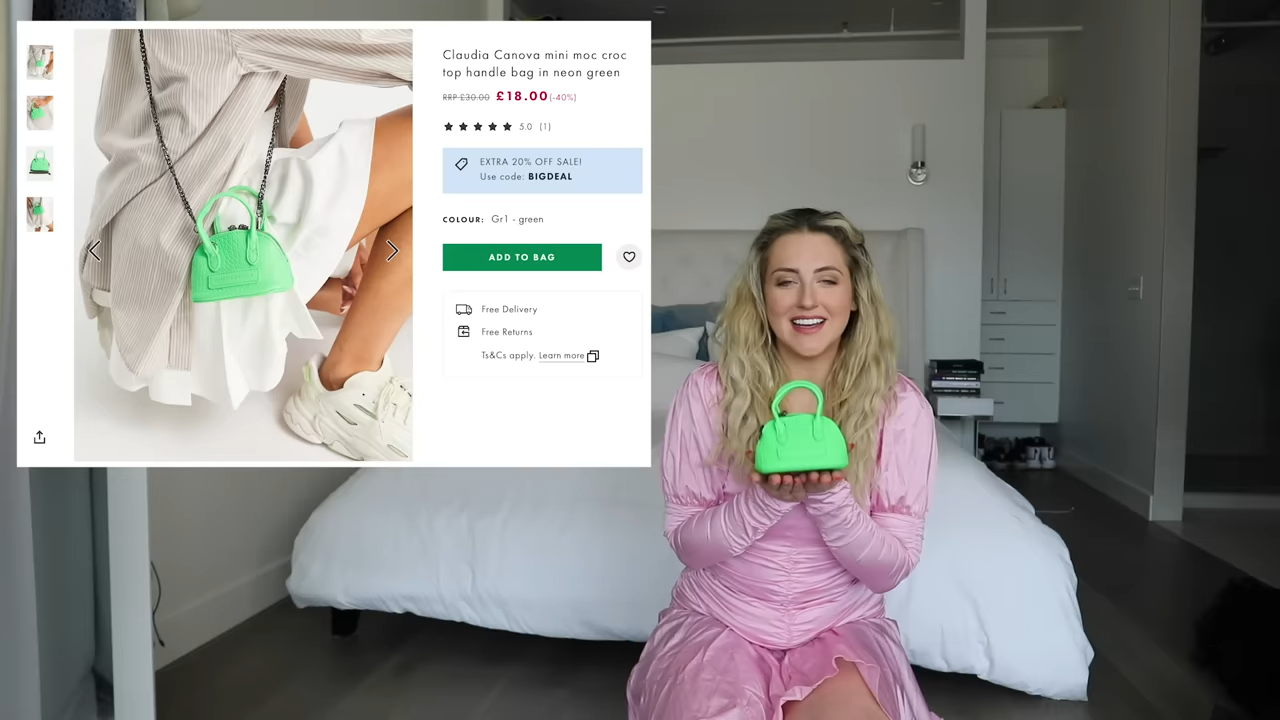 Claudia Canova mini moc croc
top handle bag in neon green
RRP £30.00 £18.00 (-40%)
5.0 (1)
EXTRA 20% OFF SALE!
Use code: BIGDEAL
COLOUR: Gr1 - green
ADD TO BAG
Free Delivery
Free Returns
Ts&Cs apply. Learn more